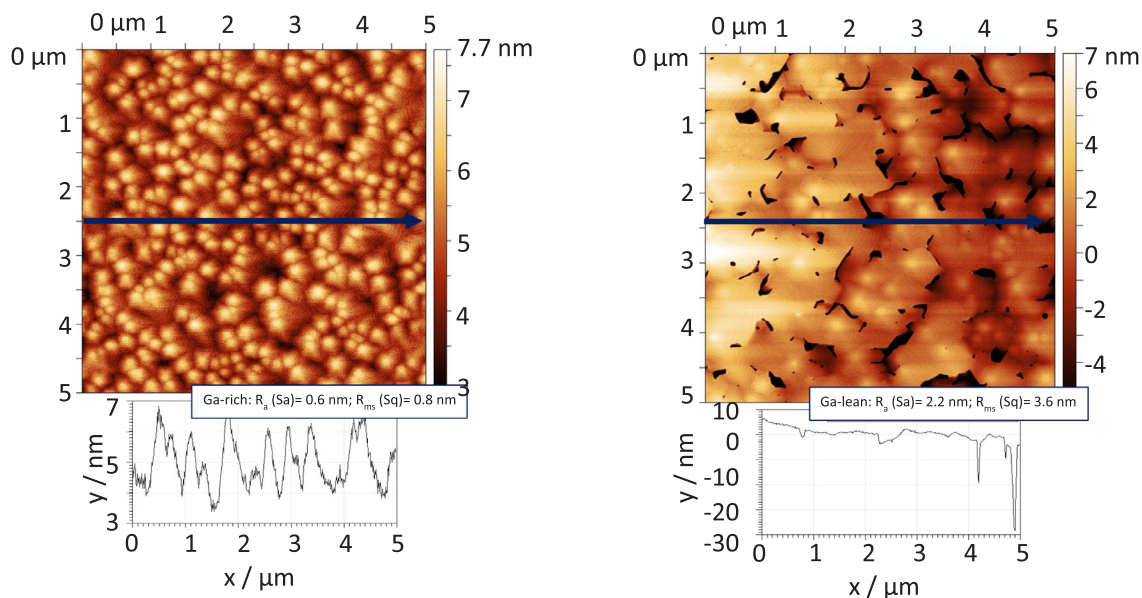 0 µm 1 2 3 4 5
0 µm
1
2
3
4
5
7.7 nm
7
6
5
4
3
Ga-rich: Ra (Sa)= 0.6 nm; Rms (Sq)= 0.8 nm
7
5
3
y / nm
0 1 2 3 4 5
x / µm
0 µm 1 2 3 4 5
0 µm
1
2
3
4
5
7 nm
6
4
2
0
-2
-4
Ga-lean: Ra (Sa)= 2.2 nm; Rms (Sq)= 3.6 nm
10
0
-10
-20
-30
y / nm
0 1 2 3 4 5
x / µm